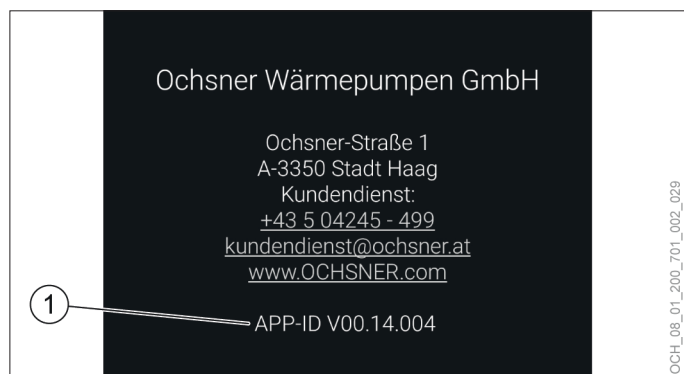 Ochsner Wärmepumpen GmbH
Ochsner-Straße 1
A-3350 Stadt Haag
Kundendienst:
+43 5 04245 - 499
kundendienst@ochsner.at
www.OCHSNER.com
1
APP-ID V00.14.004
OCH_08_01_200_701_002_029